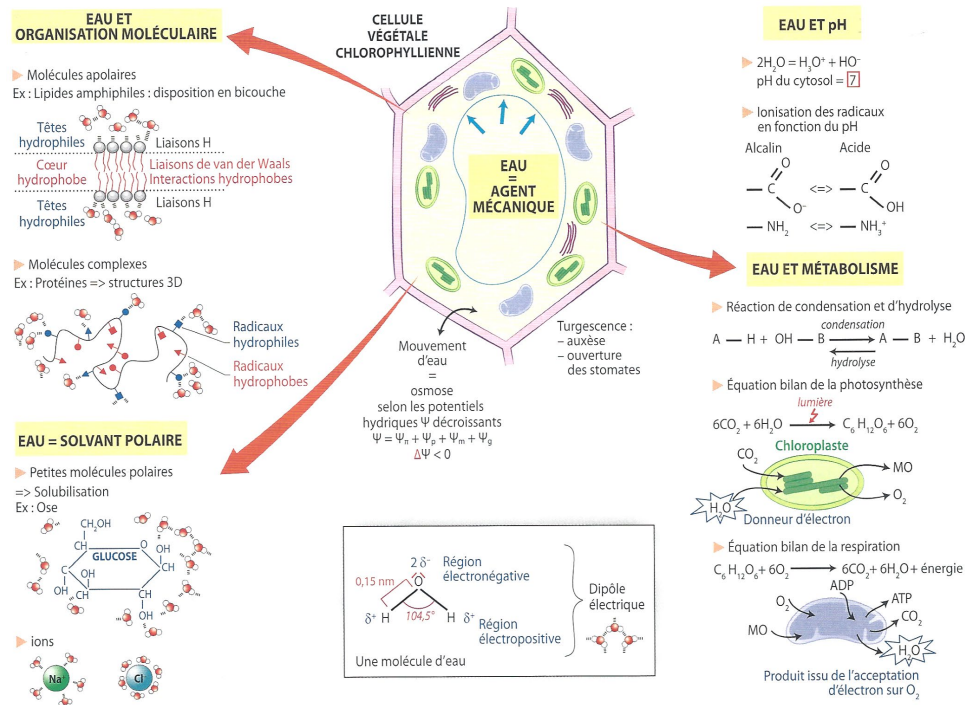 EAU ET
ORGANISATION MOLÉCULAIRE
Molécules apolaires
Ex : Lipides amphiphiles : disposition en bicouche
Têtes
hydrophiles
Liaisons H
Cœur
hydrophobe
Liaisons de van der Waals
Interactions hydrophobes
Têtes
hydrophiles
Liaisons H
Molécules complexes
Ex : Protéines => structures 3D
Radicaux
hydrophiles
Radicaux
hydrophobes
EAU = SOLVANT POLAIRE
Petites molécules polaires
=> Solubilisation
Ex : Ose
CH₂OH
CH
O
OH
GLUCOSE
C
CH
OH
OH
CH
CH
OH
ions
Na⁺
Cl⁻
CELLULE
VÉGÉTALE
CHLOROPHYLLIENNE
EAU
=
AGENT
MÉCANIQUE
Mouvement
d'eau
=
osmose
selon les potentiels
hydriques Ψ décroissants
Ψ = Ψₙ + Ψₚ + Ψₘ + Ψg
ΔΨ < 0
Turgescence :
– auxèse
– ouverture
des stomates
2 δ⁻
O
0,15 nm
Région
électronégative
δ⁺ H
104,5°
H δ⁺
Région
électropositive
Dipôle
électrique
Une molécule d'eau
EAU ET pH
2H₂O = H₃O⁺ + HO⁻
pH du cytosol = 7
Ionisation des radicaux
en fonction du pH
Alcalin Acide
O O
C <=> C
O⁻ OH
NH₂ <=> NH₃⁺
EAU ET MÉTABOLISME
Réaction de condensation et d'hydrolyse
condensation
A — H + OH — B A — B + H₂O
hydrolyse
Équation bilan de la photosynthèse
lumière
6CO₂ + 6H₂O → C₆H₁₂O₆ + 6O₂
Chloroplaste
CO₂
MO
O₂
H₂O
Donneur d'électron
Équation bilan de la respiration
C₆H₁₂O₆ + 6O₂ → 6CO₂ + 6H₂O + énergie
ADP
O₂
ATP
CO₂
MO
H₂O
Produit issu de l'acceptation
d'électron sur O₂